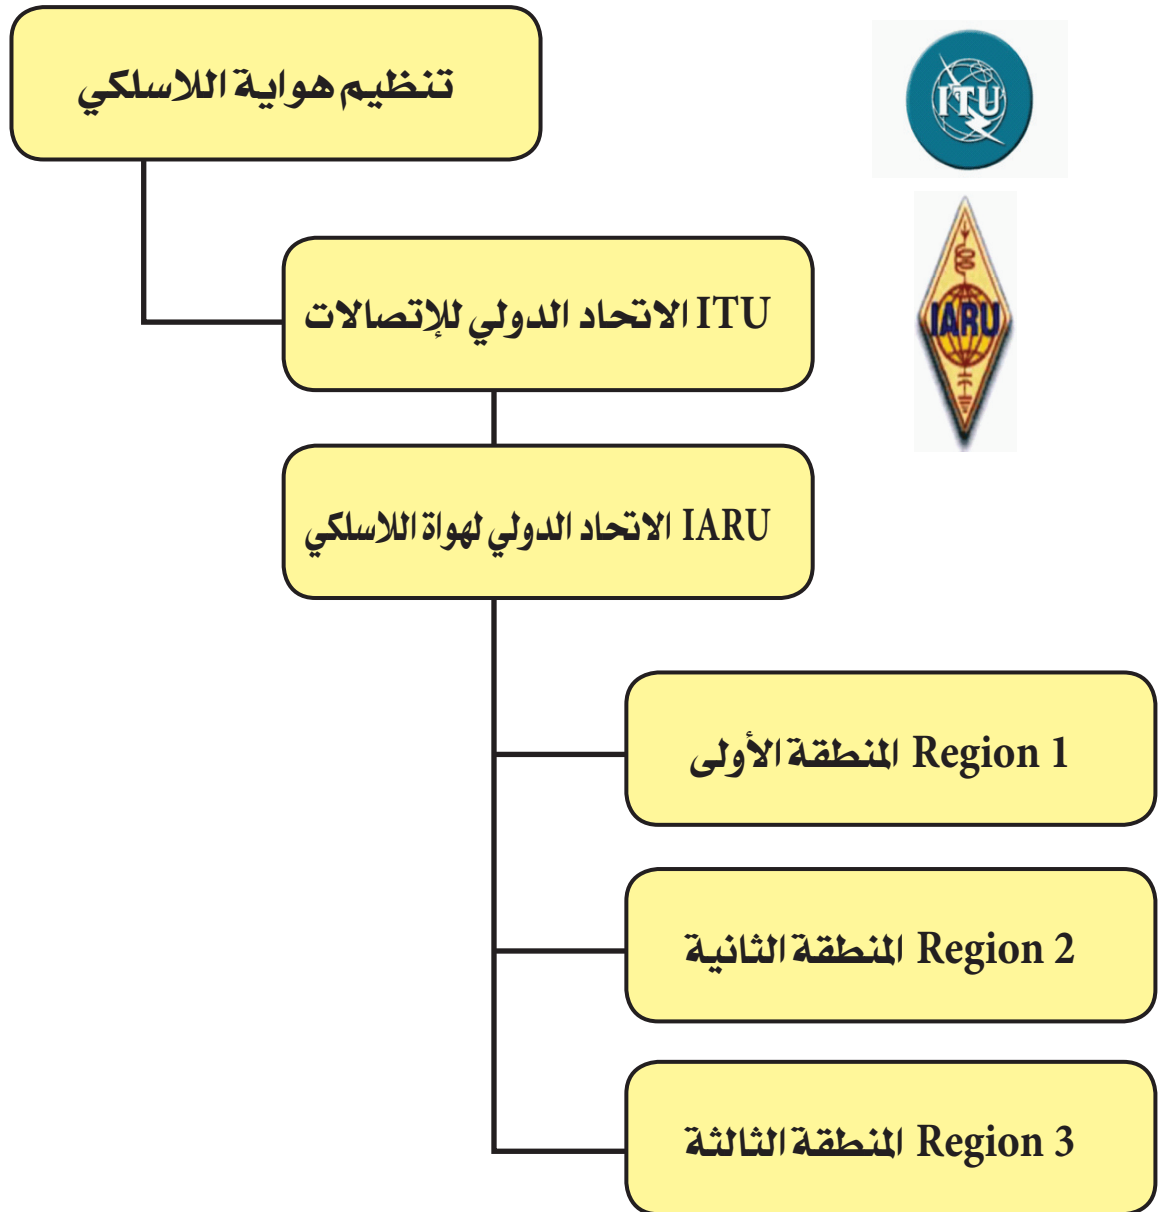 تنظيم هواية اللاسلكي
ITU
IARU
ITU الاتحاد الدولي للإتصالات
IARU الاتحاد الدولي لهواة اللاسلكي
Region 1 المنطقة الأولى
Region 2 المنطقة الثانية
Region 3 المنطقة الثالثة